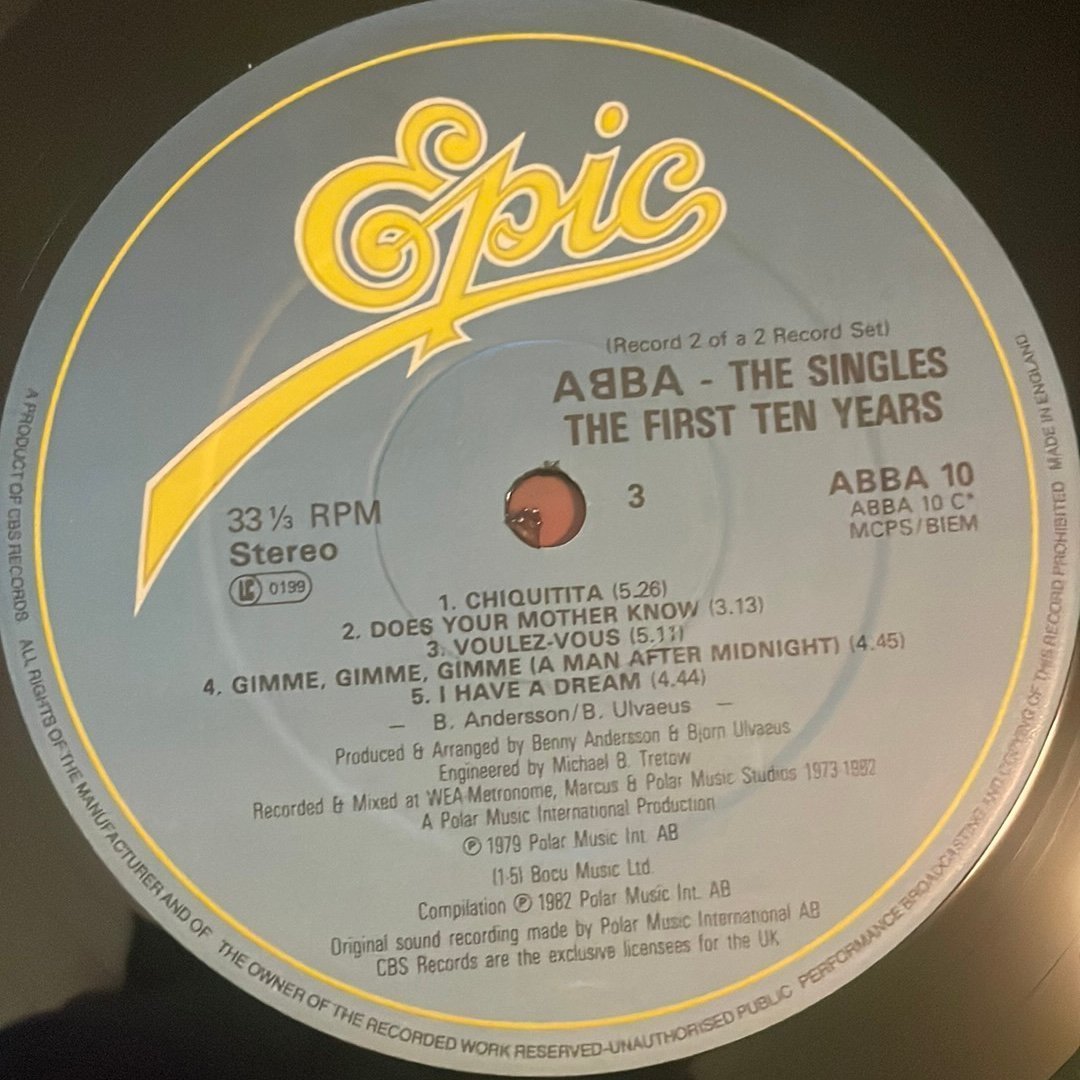 Epic
(Record 2 of a 2 Record Set)
AᗺBA - THE SINGLES
THE FIRST TEN YEARS
33⅓ RPM
Stereo
LC 0199
3
ABBA 10
ABBA 10 C*
MCPS/BIEM
1. CHIQUITITA (5.26)
2. DOES YOUR MOTHER KNOW (3.13)
3. VOULEZ-VOUS (5.11)
4. GIMME, GIMME, GIMME (A MAN AFTER MIDNIGHT) (4.45)
5. I HAVE A DREAM (4.44)
— B. Andersson/B. Ulvaeus —
Produced & Arranged by Benny Andersson & Bjorn Ulvaeus
Engineered by Michael B. Tretow
Recorded & Mixed at WEA-Metronome, Marcus & Polar Music Studios 1973-1982
A Polar Music International Production
℗ 1979 Polar Music Int. AB
(1-5) Bocu Music Ltd.
Compilation ℗ 1982 Polar Music Int. AB
Original sound recording made by Polar Music International AB
CBS Records are the exclusive licensees for the UK
A PRODUCT OF CBS RECORDS ALL RIGHTS OF THE MANUFACTURER AND OF THE OWNER OF THE RECORDED WORK RESERVED-UNAUTHORISED PUBLIC PERFORMANCE BROADCASTING AND COPYING OF THIS RECORD PROHIBITED MADE IN ENGLAND